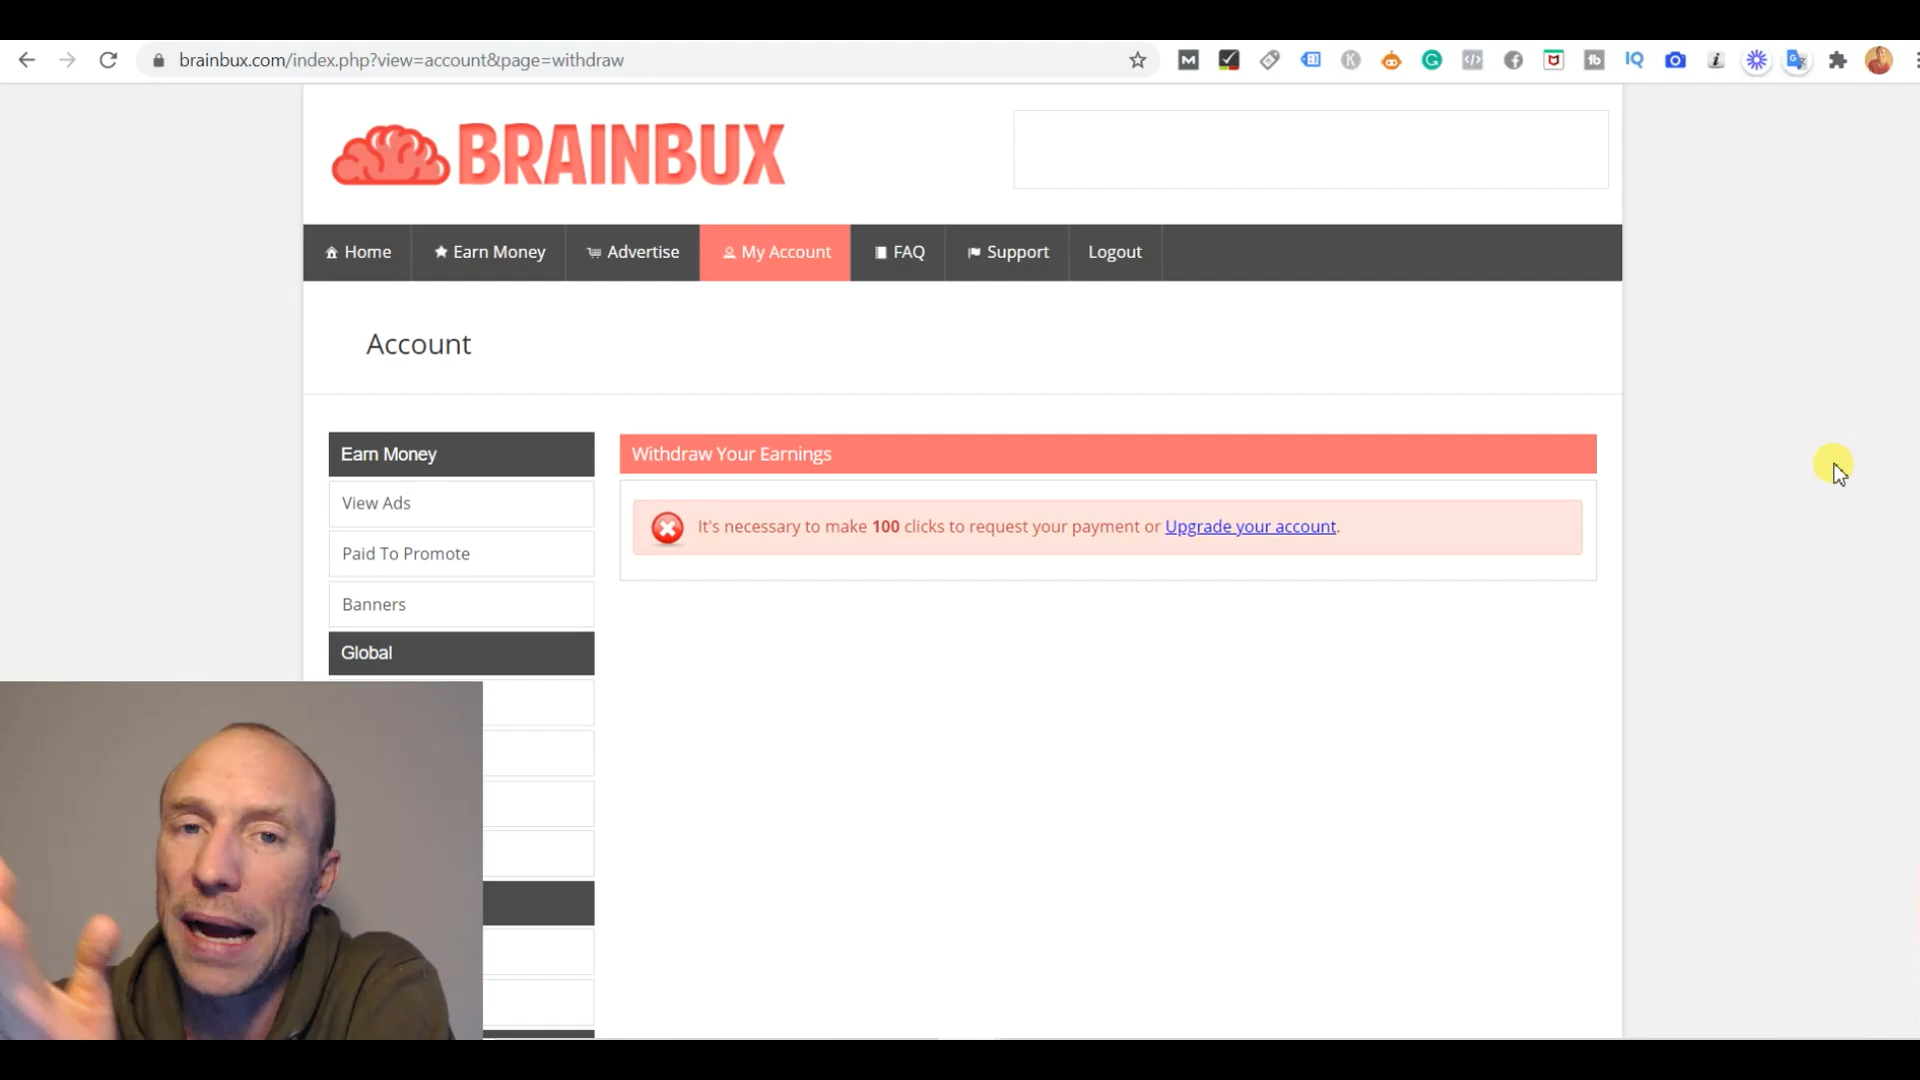 brainbux.com/index.php?view=account&page=withdraw
BRAINBUX
Home
Earn Money
Advertise
My Account
FAQ
Support
Logout
Account
Earn Money
View Ads
Paid To Promote
Banners
Global
Withdraw Your Earnings
It's necessary to make 100 clicks to request your payment or Upgrade your account.